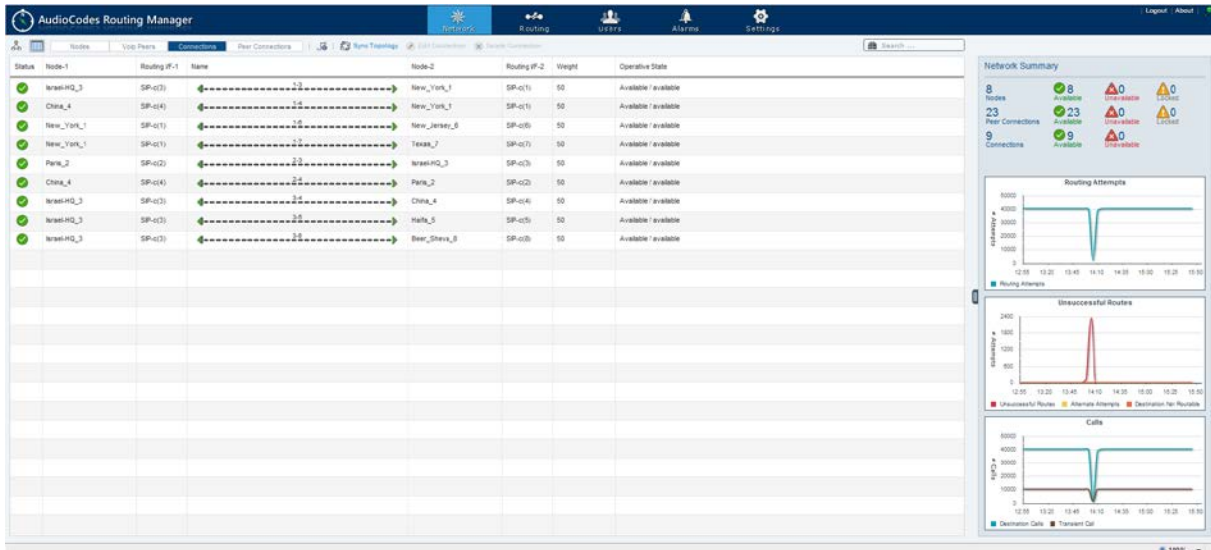 AudioCodes Routing Manager
Network Routing Users Alarms Settings
Logout About
Nodes Voip Peers Connections Peer Connections Sync Topology Edit Connection Delete Connection Search ...
Status Node-1 Routing I/F-1 Name Node-2 Routing I/F-2 Weight Operative State
Israel-HQ_3 SIP-c(3) 1-3 New_York_1 SIP-c(1) 50 Available / available
China_4 SIP-c(4) 1-4 New_York_1 SIP-c(1) 50 Available / available
New_York_1 SIP-c(1) 1-6 New_Jersey_6 SIP-c(6) 50 Available / available
New_York_1 SIP-c(1) 1-7 Texas_7 SIP-c(7) 50 Available / available
Paris_2 SIP-c(2) 2-3 Israel-HQ_3 SIP-c(3) 50 Available / available
China_4 SIP-c(4) 2-4 Paris_2 SIP-c(2) 50 Available / available
Israel-HQ_3 SIP-c(3) 3-4 China_4 SIP-c(4) 50 Available / available
Israel-HQ_3 SIP-c(3) 3-5 Haifa_5 SIP-c(5) 50 Available / available
Israel-HQ_3 SIP-c(3) 3-8 Beer_Sheva_8 SIP-c(8) 50 Available / available
Network Summary
8 8 0 0
Nodes Available Unavailable Locked
23 23 0 0
Peer Connections Available Unavailable Locked
9 9 0
Connections Available Unavailable
Routing Attempts
# Attempts
50000
40000
30000
20000
10000
0
12:55 13:20 13:45 14:10 14:35 15:00 15:25 15:50
Routing Attempts
Unsuccessful Routes
# Attempts
2400
1800
1200
600
0
12:55 13:20 13:45 14:10 14:35 15:00 15:25 15:50
Unsuccessful Routes Alternate Attempts Destination Not Routable
Calls
# Calls
50000
40000
30000
20000
10000
0
12:55 13:20 13:45 14:10 14:35 15:00 15:25 15:50
Destination Calls Transient Call
100%